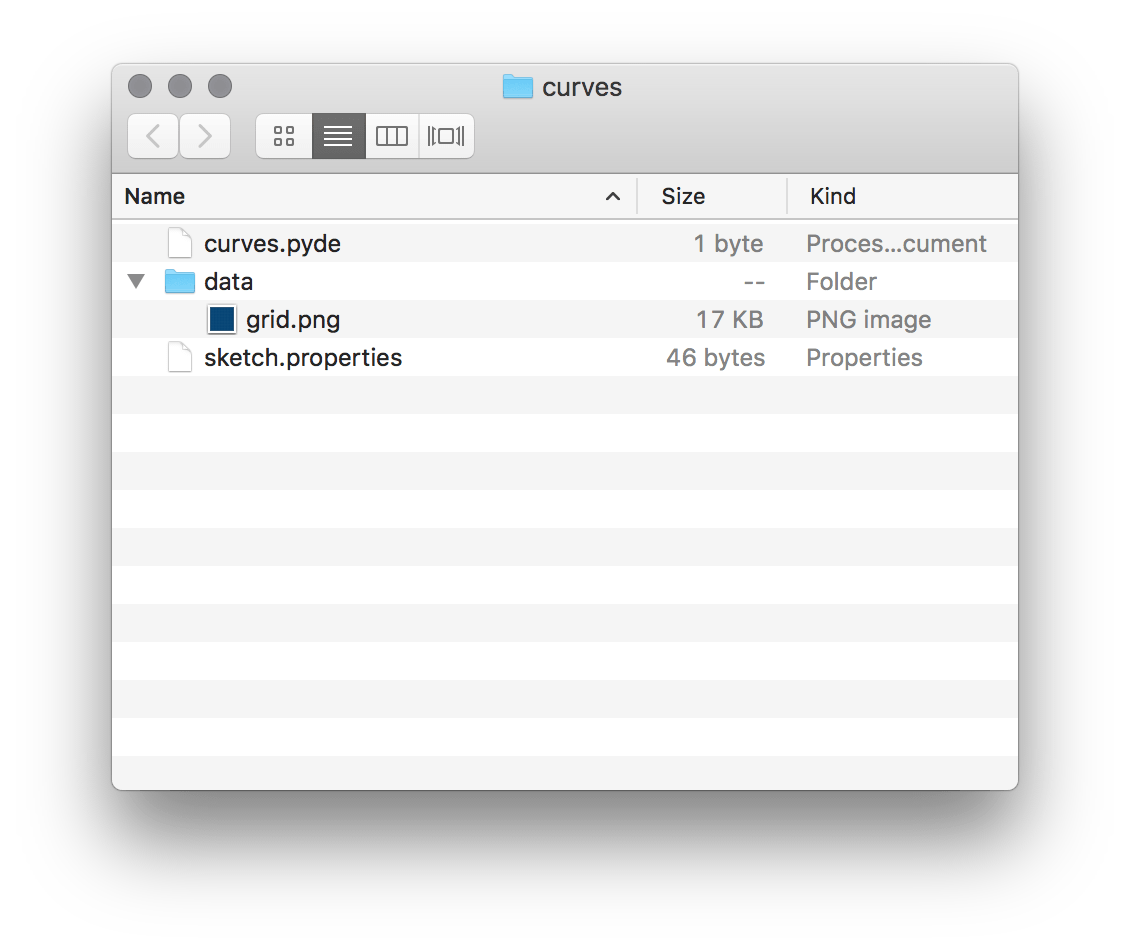 curves
Name Size Kind
curves.pyde 1 byte Proces...cument
data -- Folder
grid.png 17 KB PNG image
sketch.properties 46 bytes Properties